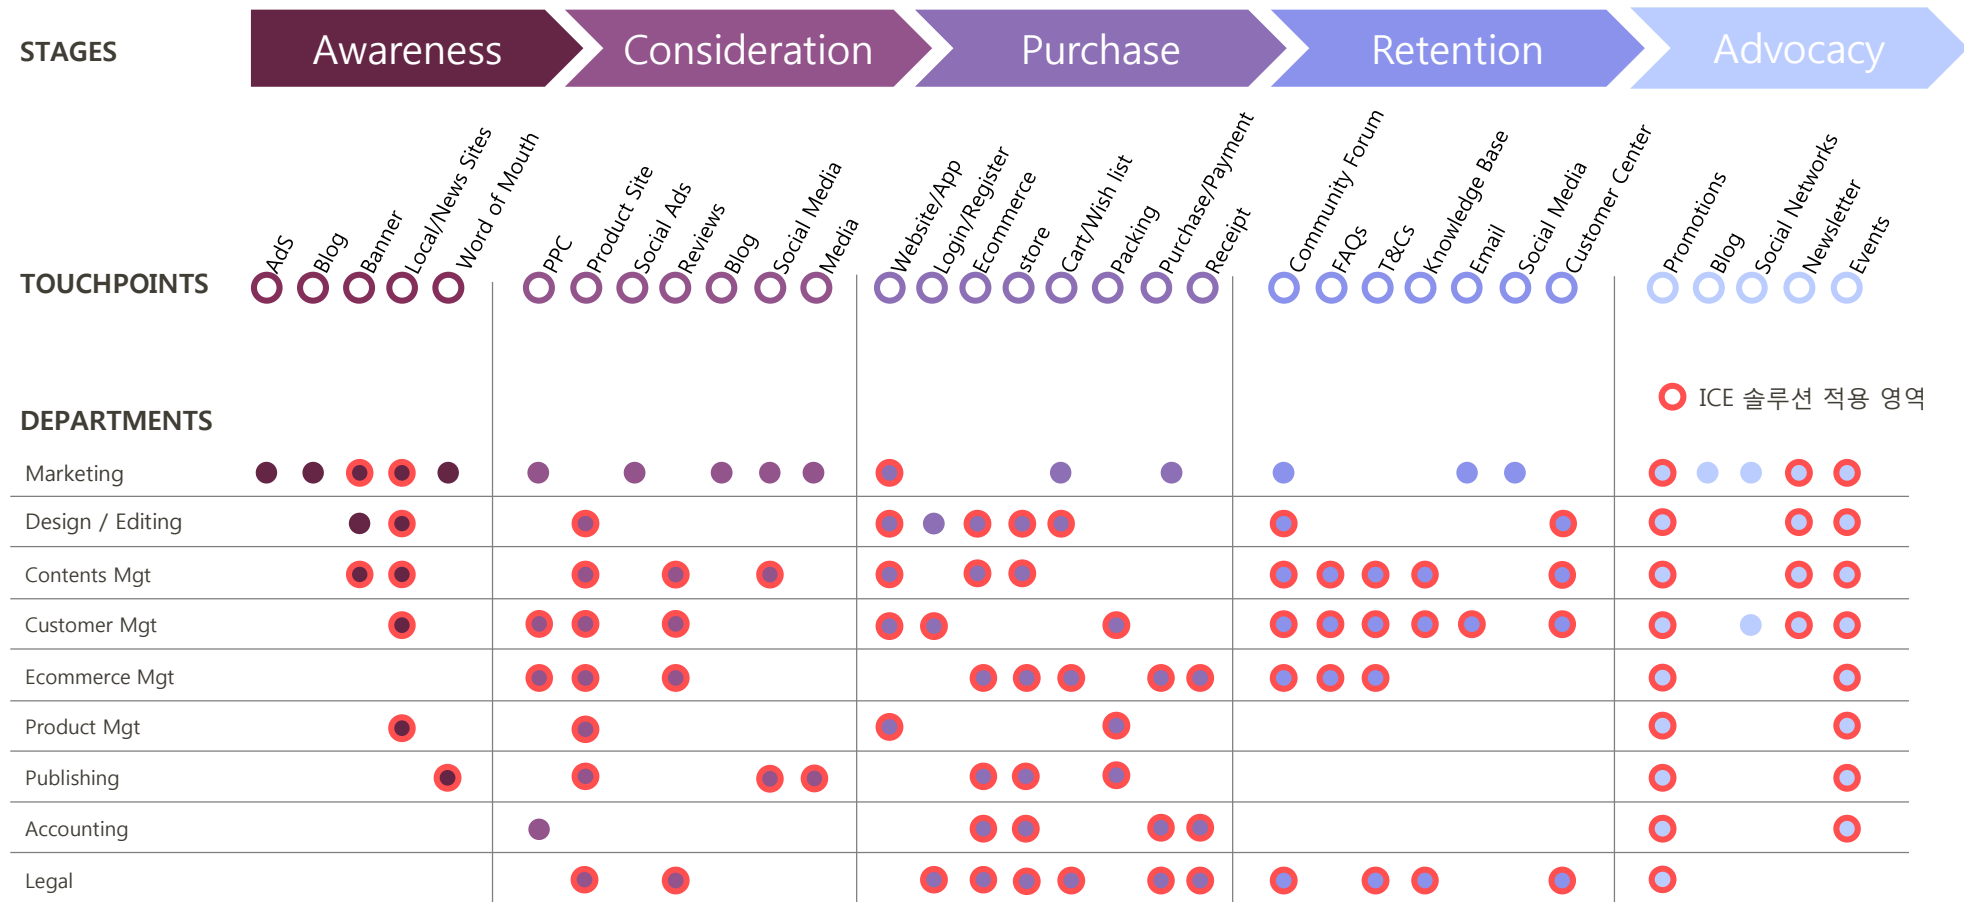 STAGES
Awareness
Consideration
Purchase
Retention
Advocacy
TOUCHPOINTS
AdS
Blog
Banner
Local/News Sites
Word of Mouth
PPC
Product Site
Social Ads
Reviews
Blog
Social Media
Media
Website/App
Login/Register
Ecommerce
store
Cart/Wish list
Packing
Purchase/Payment
Receipt
Community Forum
FAQs
T&Cs
Knowledge Base
Email
Social Media
Customer Center
Promotions
Blog
Social Networks
Newsletter
Events
ICE 솔루션 적용 영역
DEPARTMENTS
Marketing
Design / Editing
Contents Mgt
Customer Mgt
Ecommerce Mgt
Product Mgt
Publishing
Accounting
Legal